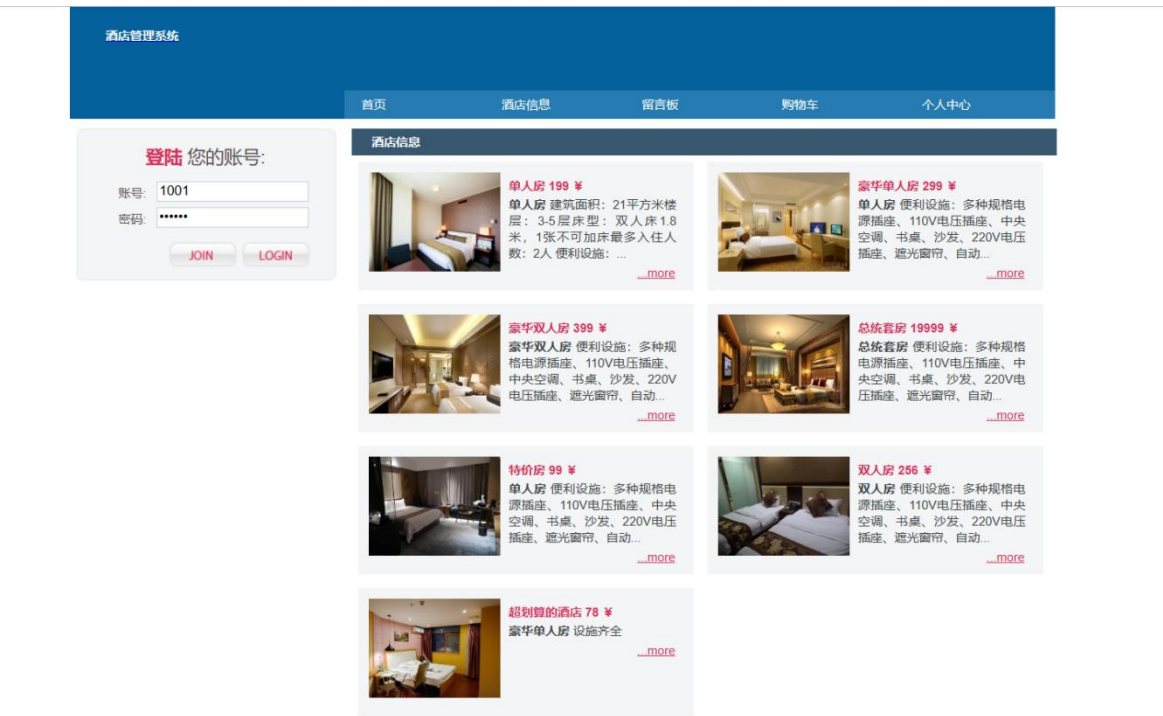 酒店管理系统
首页 酒店信息 留言板 购物车 个人中心
登陆 您的账号:
账号: 1001
密码: ••••••
JOIN LOGIN
酒店信息
单人房 199 ￥
单人房 建筑面积：21平方米楼
层：3-5层床型：双人床1.8
米，1张不可加床最多入住人
数：2人 便利设施：...
...more
豪华单人房 299 ￥
单人房 便利设施：多种规格电
源插座、110V电压插座、中央
空调、书桌、沙发、220V电压
插座、遮光窗帘、自动...
...more
豪华双人房 399 ￥
豪华双人房 便利设施：多种规
格电源插座、110V电压插座、
中央空调、书桌、沙发、220V
电压插座、遮光窗帘、自动...
...more
总统套房 19999 ￥
总统套房 便利设施：多种规格
电源插座、110V电压插座、中
央空调、书桌、沙发、220V电
压插座、遮光窗帘、自动...
...more
特价房 99 ￥
单人房 便利设施：多种规格电
源插座、110V电压插座、中央
空调、书桌、沙发、220V电压
插座、遮光窗帘、自动...
...more
双人房 256 ￥
双人房 便利设施：多种规格电
源插座、110V电压插座、中央
空调、书桌、沙发、220V电压
插座、遮光窗帘、自动...
...more
超划算的酒店 78 ￥
豪华单人房 设施齐全
...more